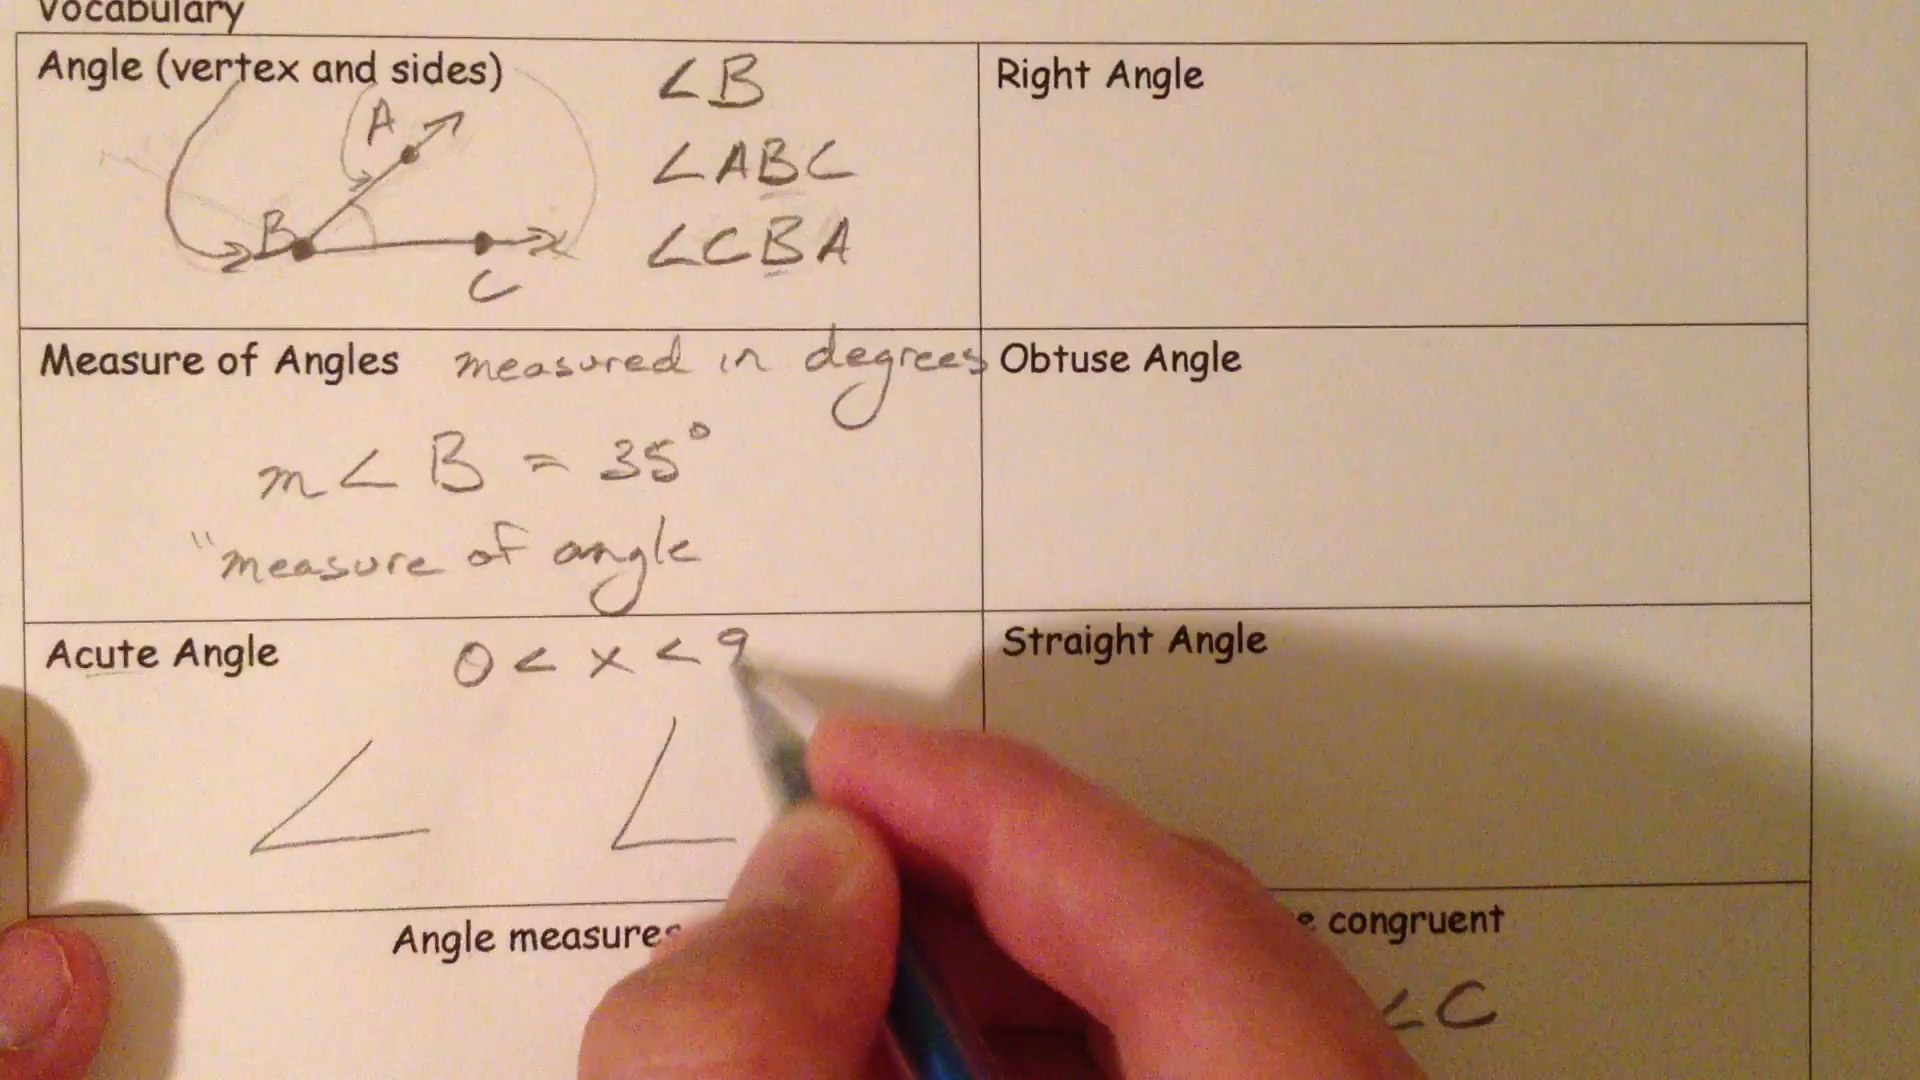 Vocabulary
Angle (vertex and sides)
∠B
A
∠ABC
B
∠CBA
C
Right Angle
Measure of Angles measured in degrees
m∠B = 35°
"measure of angle
Obtuse Angle
Acute Angle 0 < x < 9
Straight Angle
Angle measures
congruent
∠C